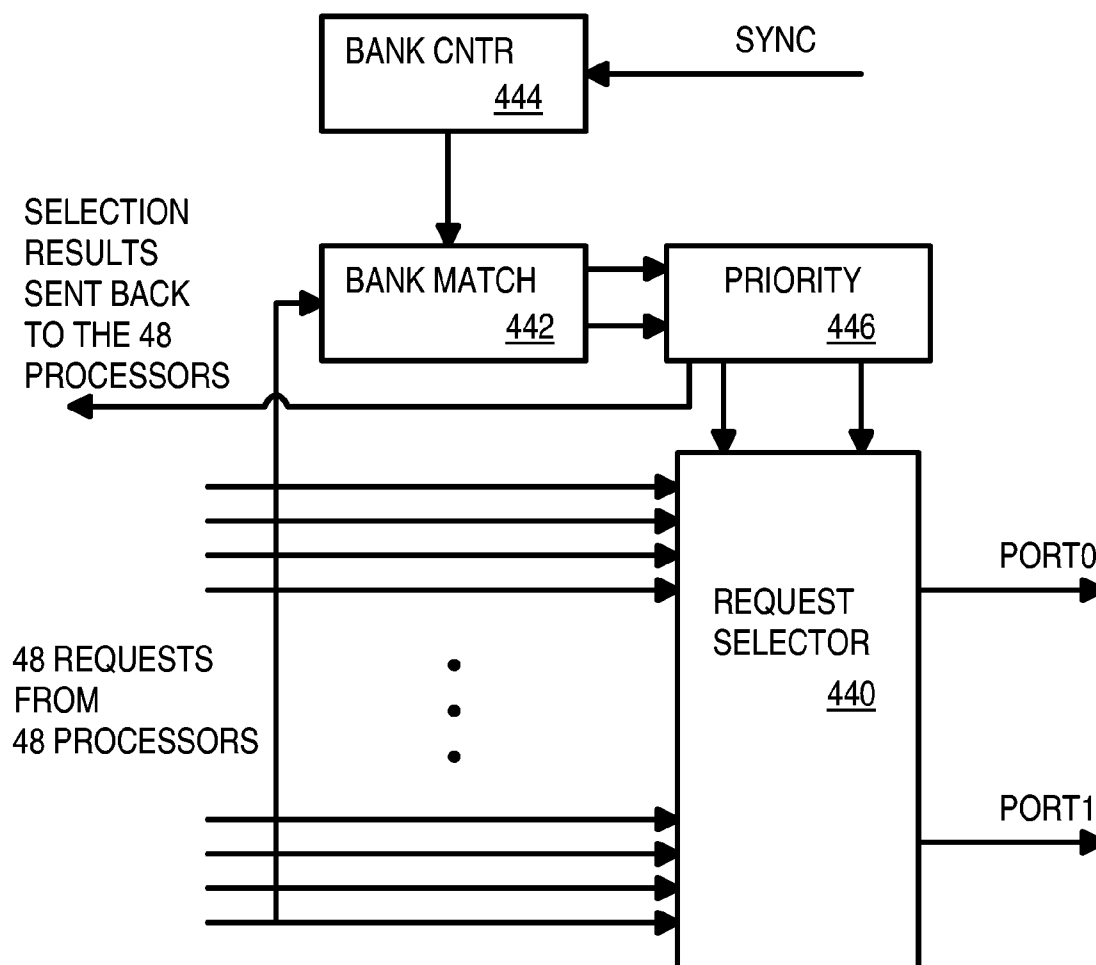 BANK CNTR
444
SYNC
SELECTION
RESULTS
SENT BACK
TO THE 48
PROCESSORS
BANK MATCH
442
PRIORITY
446
48 REQUESTS
FROM
48 PROCESSORS
REQUEST
SELECTOR
440
PORT0
PORT1